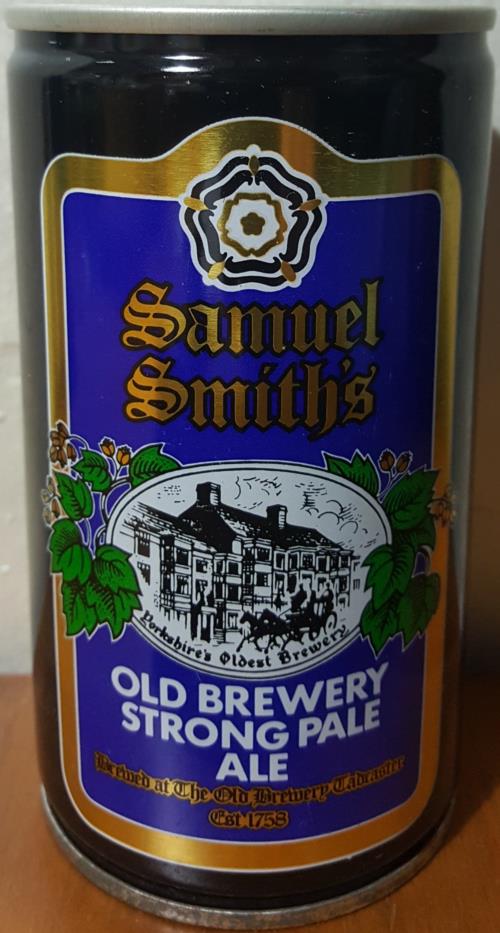 Samuel
Smith's
Yorkshire's Oldest Brewery
OLD BREWERY
STRONG PALE
ALE
Brewed at The Old Brewery Tadcaster
Est 1758